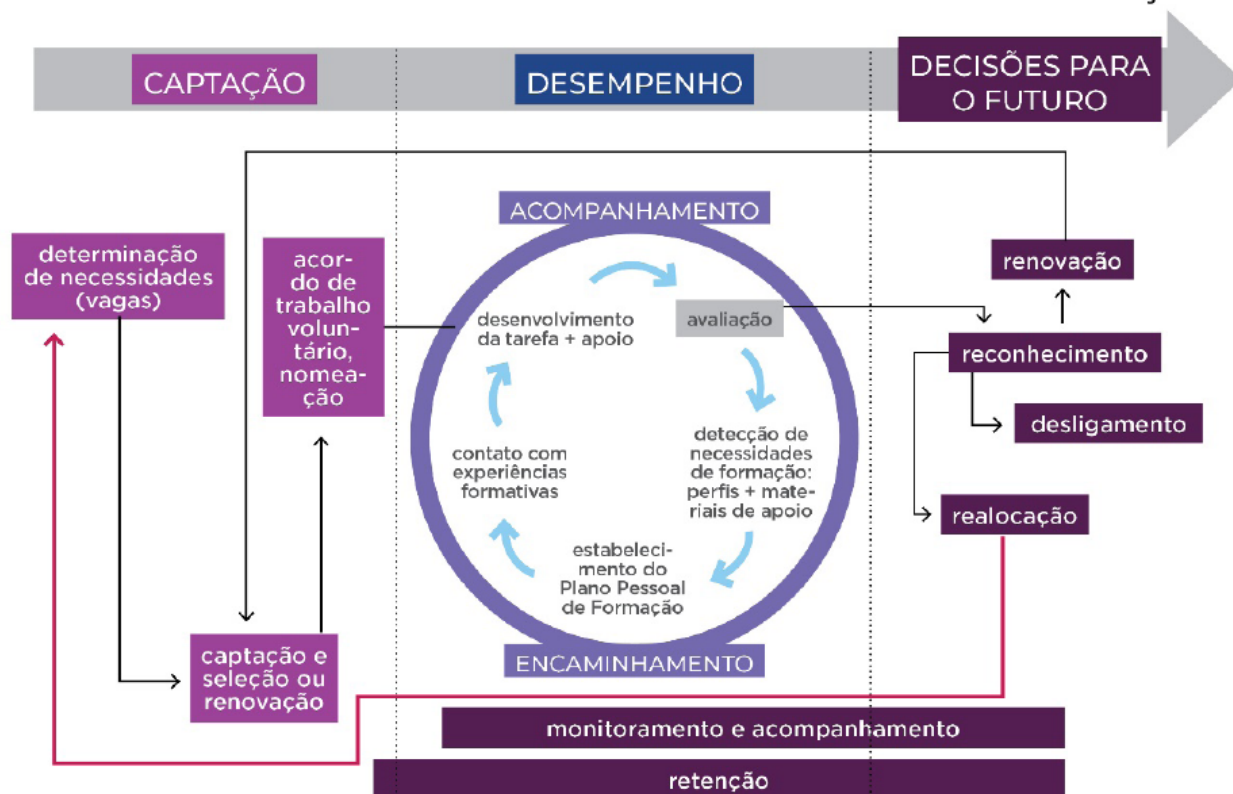 CAPTAÇÃO
DESEMPENHO
DECISÕES PARA
O FUTURO
determinação
de necessidades
(vagas)
acor-
do de
trabalho
volun-
tário,
nomea-
ção
captação e
seleção ou
renovação
ACOMPANHAMENTO
desenvolvimento
da tarefa + apoio
avaliação
detecção de
necessidades
de formação:
perfis + mate-
riais de apoio
estabeleci-
mento do
Plano Pessoal
de Formação
contato com
experiências
formativas
ENCAMINHAMENTO
renovação
reconhecimento
desligamento
realocação
monitoramento e acompanhamento
retenção